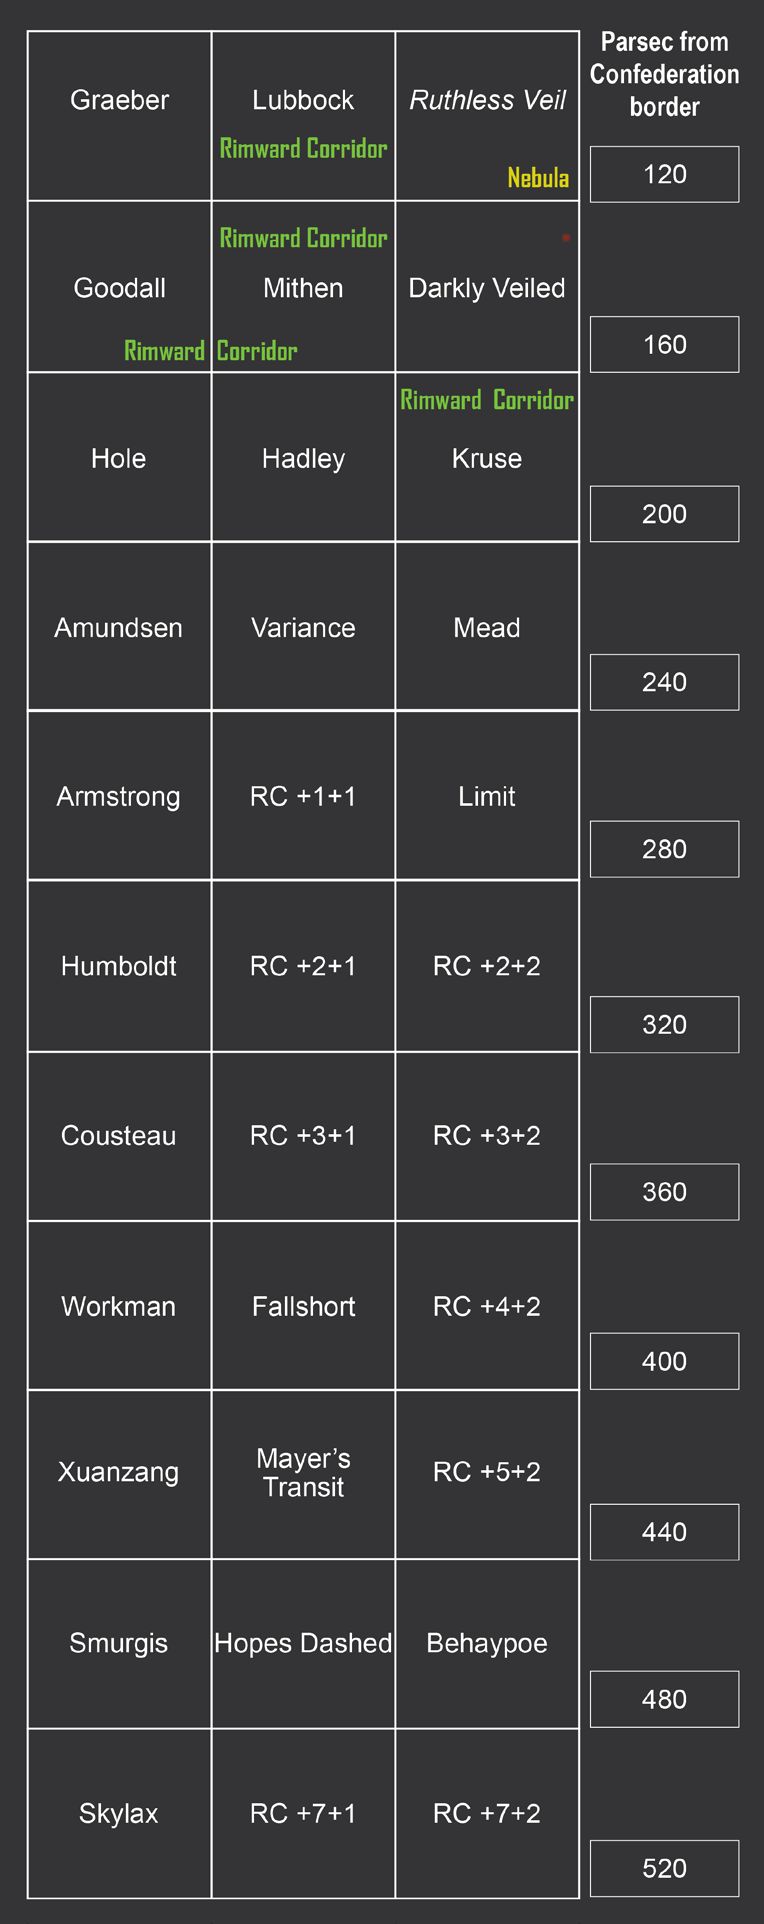 Parsec from
Confederation
border
Graeber
Lubbock
Ruthless Veil
Rimward Corridor
Nebula
120
Rimward Corridor
Goodall
Mithen
Darkly Veiled
Rimward Corridor
160
Rimward Corridor
Hole
Hadley
Kruse
200
Amundsen
Variance
Mead
240
Armstrong
RC +1+1
Limit
280
Humboldt
RC +2+1
RC +2+2
320
Cousteau
RC +3+1
RC +3+2
360
Workman
Fallshort
RC +4+2
400
Xuanzang
Mayer’s
Transit
RC +5+2
440
Smurgis
Hopes Dashed
Behaypoe
480
Skylax
RC +7+1
RC +7+2
520